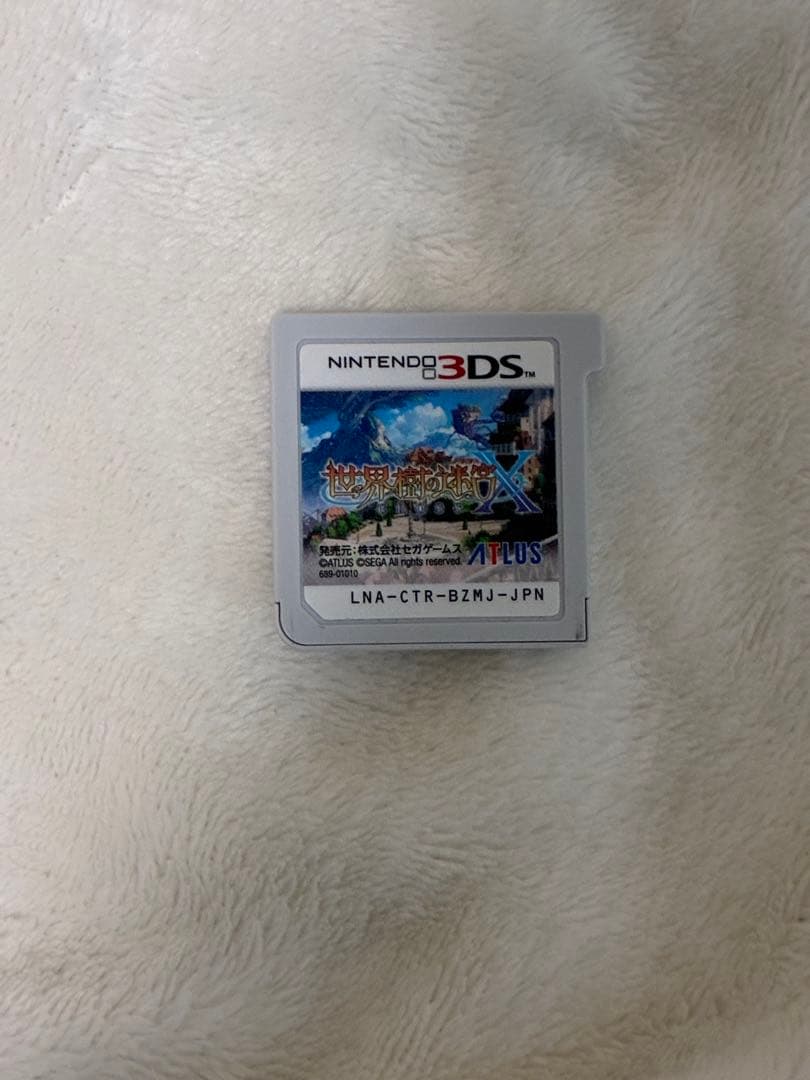 NINTENDO 3DS™
世界樹の迷宮X
発売元:株式会社セガゲームス
©ATLUS ©SEGA All rights reserved.
ATLUS
689-01010
LNA-CTR-BZMJ-JPN